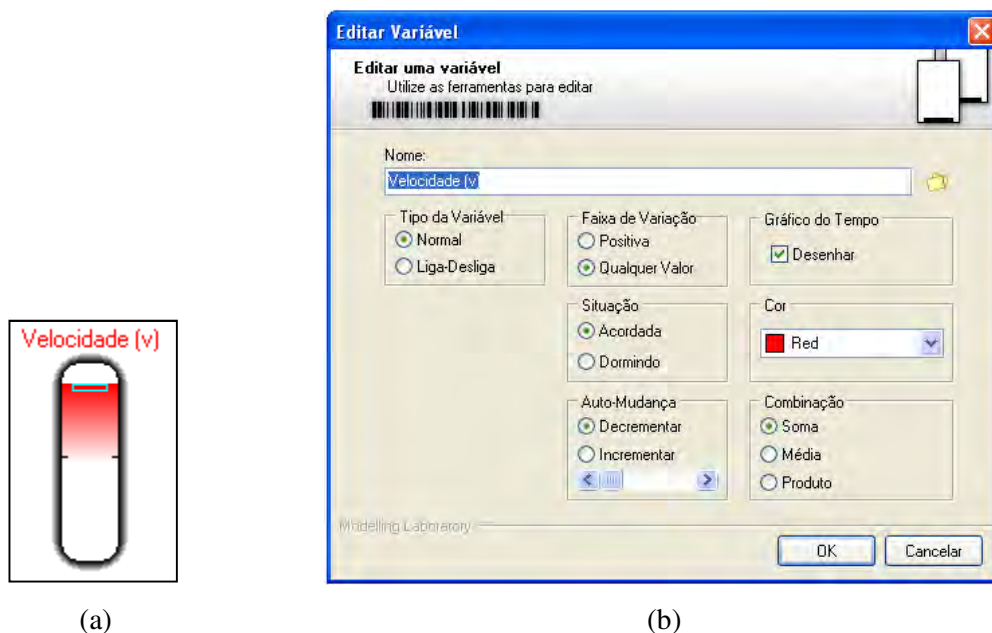 Velocidade (v)
(a)
Editar Variável
Editar uma variável
Utilize as ferramentas para editar
Nome:
Velocidade (v)
Tipo da Variável
Normal
Liga-Desliga
Faixa de Variação
Positiva
Qualquer Valor
Gráfico do Tempo
Desenhar
Situação
Acordada
Dormindo
Cor
Red
Auto-Mudança
Decrementar
Incrementar
Combinação
Soma
Média
Produto
Modelling Laboratory
OK
Cancelar
(b)